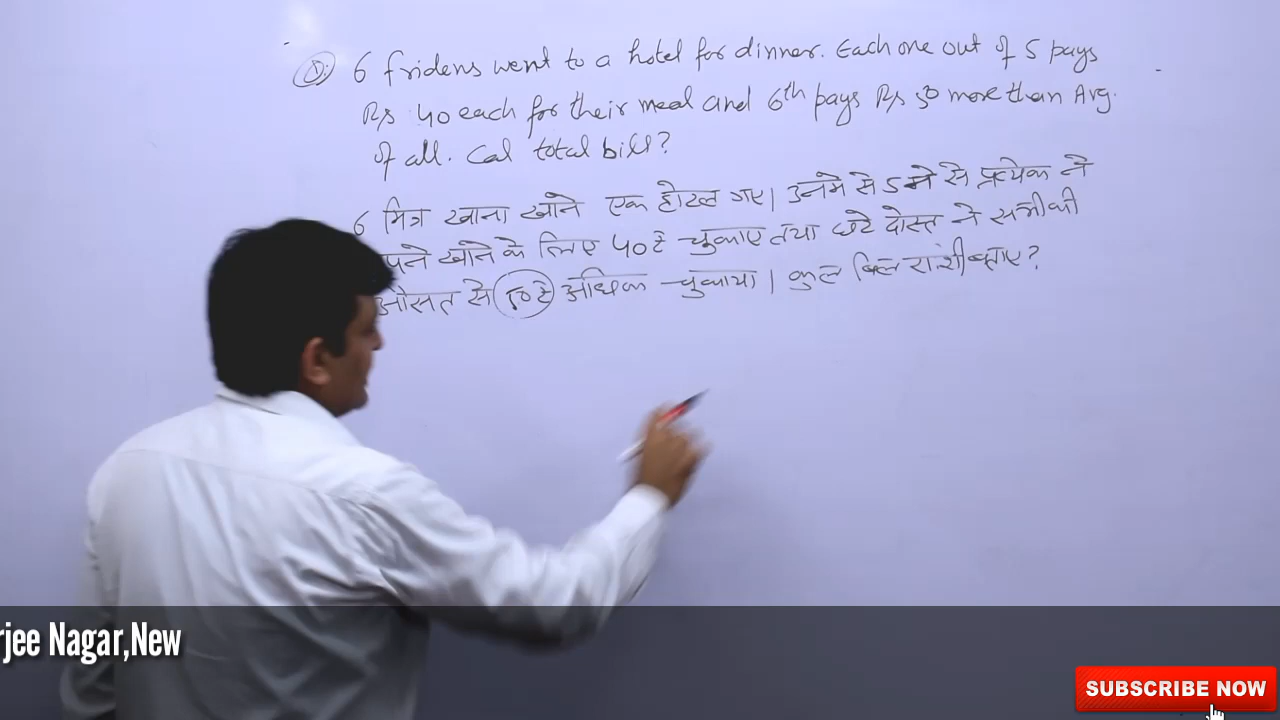 Q: 6 fridens went to a hotel for dinner. Each one out of 5 pays
Rs 40 each for their meal and 6th pays Rs 50 more than Avg.
of all. Cal total bill?
6 मित्र खाना खाने एक होटल गए। उनमे से 5 ने से प्रत्येक ने
पने खाने के लिए 40 रु चुकाए तथा छटे दोस्त ने सभी की
औसत से 50 रु अधिक चुकाया। कुल बिल राशी बताए?
rjee Nagar,New
SUBSCRIBE NOW